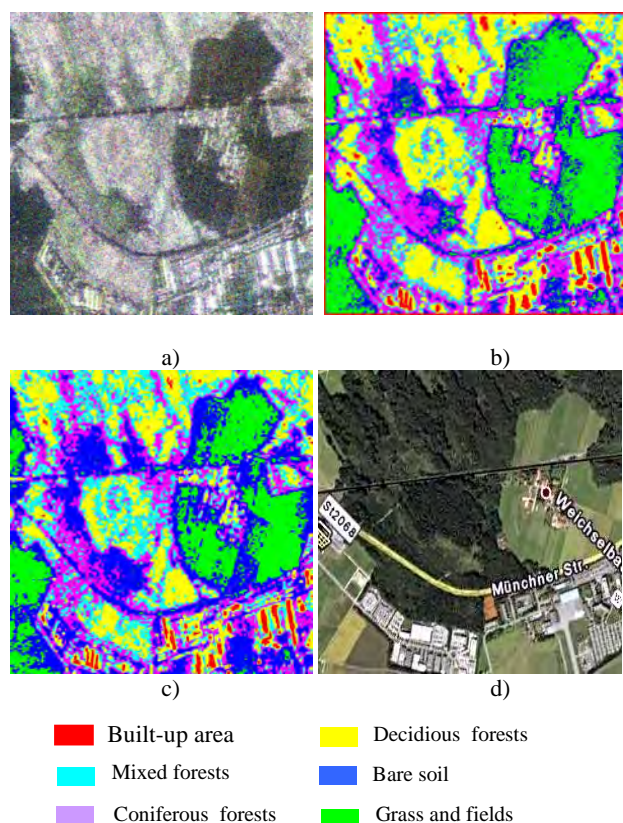 a)
b)
St2068
Münchner Str.
Weichselba
W
c)
d)
Built-up area
Decidious forests
Mixed forests
Bare soil
Coniferous forests
Grass and fields